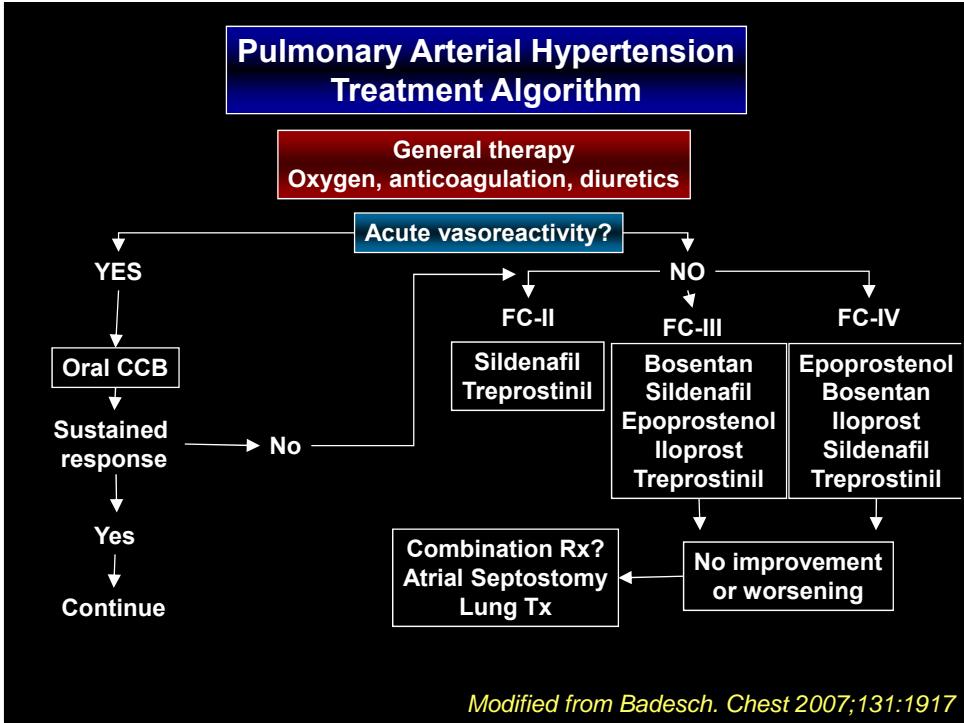 Pulmonary Arterial Hypertension
Treatment Algorithm
General therapy
Oxygen, anticoagulation, diuretics
Acute vasoreactivity?
YES
NO
Oral CCB
Sustained
response
No
Yes
Continue
FC-II
Sildenafil
Treprostinil
FC-III
Bosentan
Sildenafil
Epoprostenol
Iloprost
Treprostinil
FC-IV
Epoprostenol
Bosentan
Iloprost
Sildenafil
Treprostinil
No improvement
or worsening
Combination Rx?
Atrial Septostomy
Lung Tx
Modified from Badesch. Chest 2007;131:1917